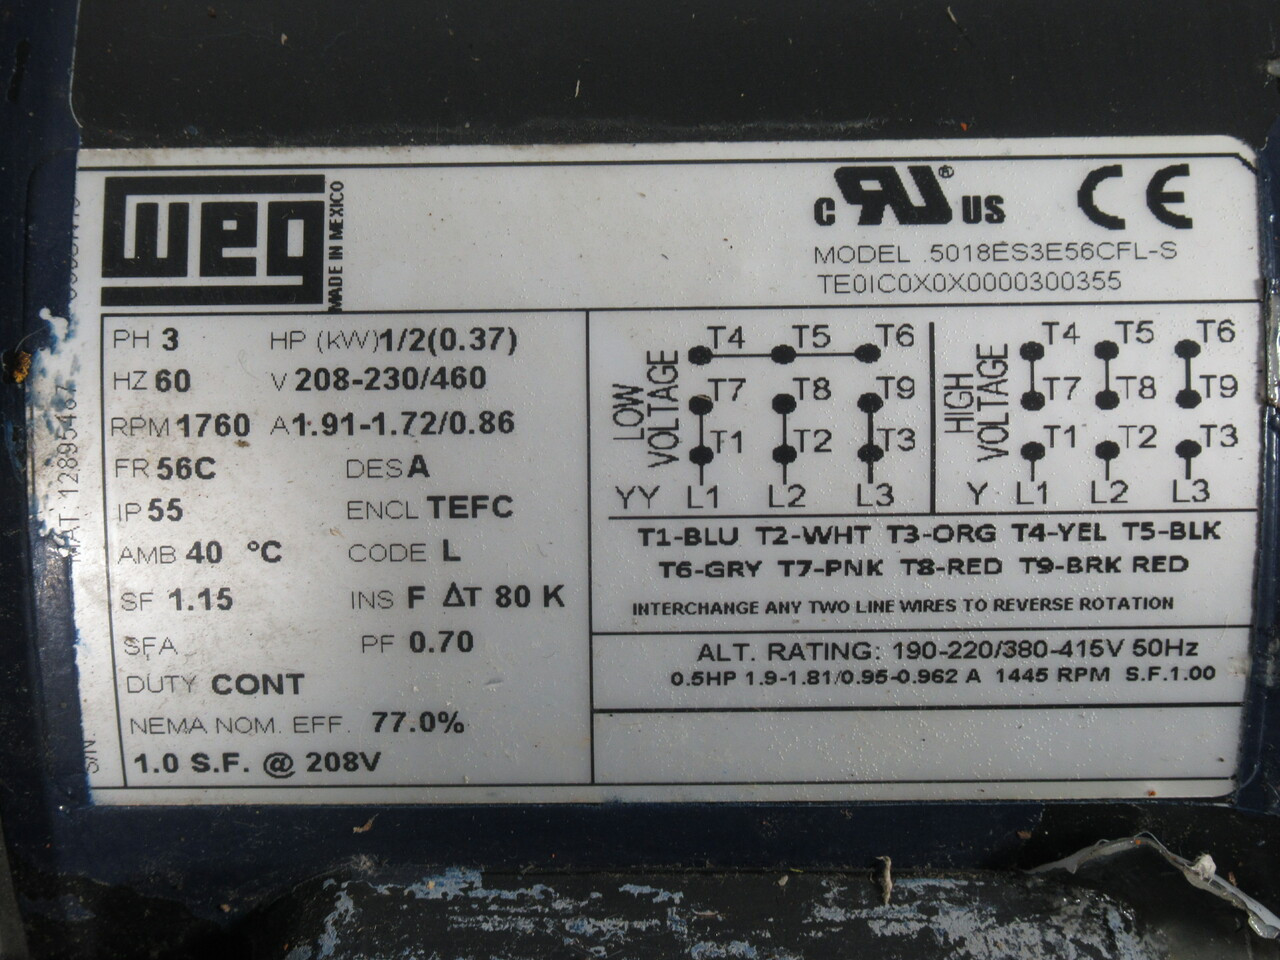 weg
MADE IN MEXICO
c RU® US CE
MODEL .5018ES3E56CFL-S
TE0IC0X0X0000300355
PH 3 HP (kW) 1/2(0.37)
HZ 60 V 208-230/460
RPM 1760 A 1.91-1.72/0.86
FR 56C DES A
IP 55 ENCL TEFC
AMB 40 °C CODE L
SF 1.15 INS F ΔT 80 K
SFA PF 0.70
DUTY CONT
NEMA NOM. EFF. 77.0%
1.0 S.F. @ 208V
LOW VOLTAGE
T4 T5 T6
T7 T8 T9
T1 T2 T3
YY L1 L2 L3
HIGH VOLTAGE
T4 T5 T6
T7 T8 T9
T1 T2 T3
Y L1 L2 L3
T1-BLU T2-WHT T3-ORG T4-YEL T5-BLK
T6-GRY T7-PNK T8-RED T9-BRK RED
INTERCHANGE ANY TWO LINE WIRES TO REVERSE ROTATION
ALT. RATING: 190-220/380-415V 50Hz
0.5HP 1.9-1.81/0.95-0.962 A 1445 RPM S.F.1.00
MAT
S/N.